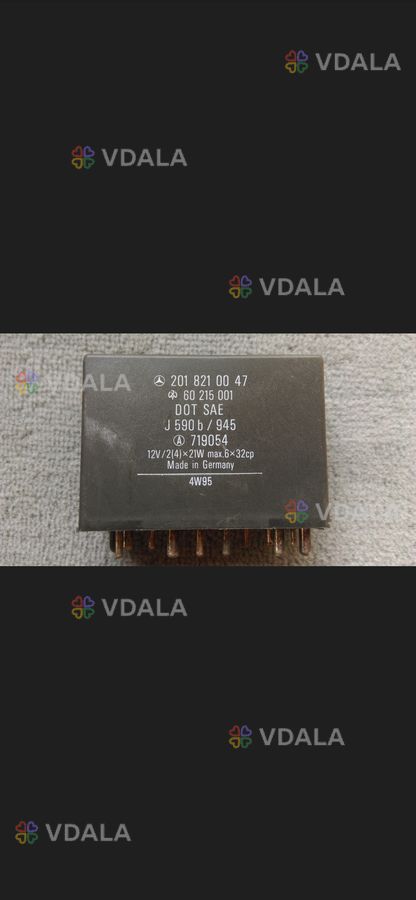 VDALA
VDALA
VDALA
VDALA
201 821 00 47
60 215 001
DOT SAE
J 590 b / 945
A 719054
12V/2(4)×21W max.6×32cp
Made in Germany
4W95
VDALA
VDALA
VDALA
VDALA